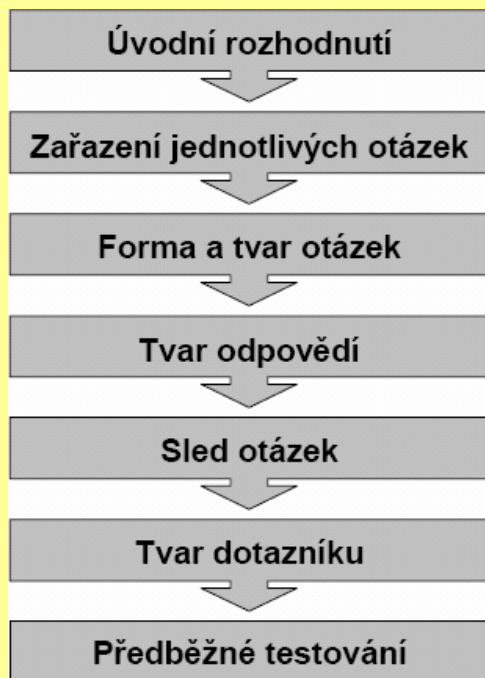 Úvodní rozhodnutí
Zařazení jednotlivých otázek
Forma a tvar otázek
Tvar odpovědí
Sled otázek
Tvar dotazníku
Předběžné testování